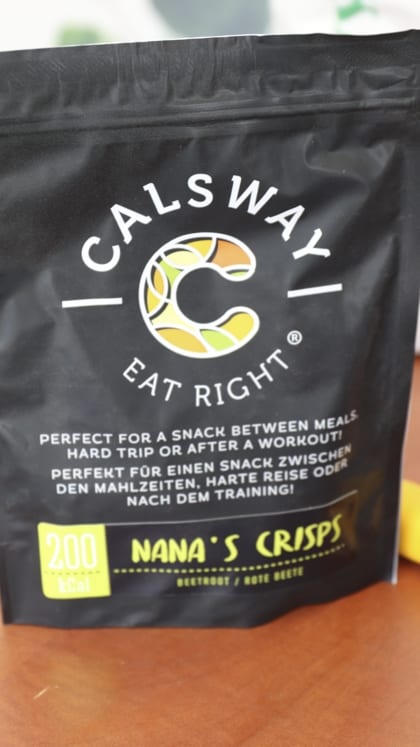 CALSWAY
EAT RIGHT®
PERFECT FOR A SNACK BETWEEN MEALS.
HARD TRIP OR AFTER A WORKOUT!
PERFEKT FÜR EINEN SNACK ZWISCHEN
DEN MAHLZEITEN, HARTE REISE ODER
NACH DEM TRAINING!
200
kCal
NANA'S CRISPS
BEETROOT / ROTE BEETE